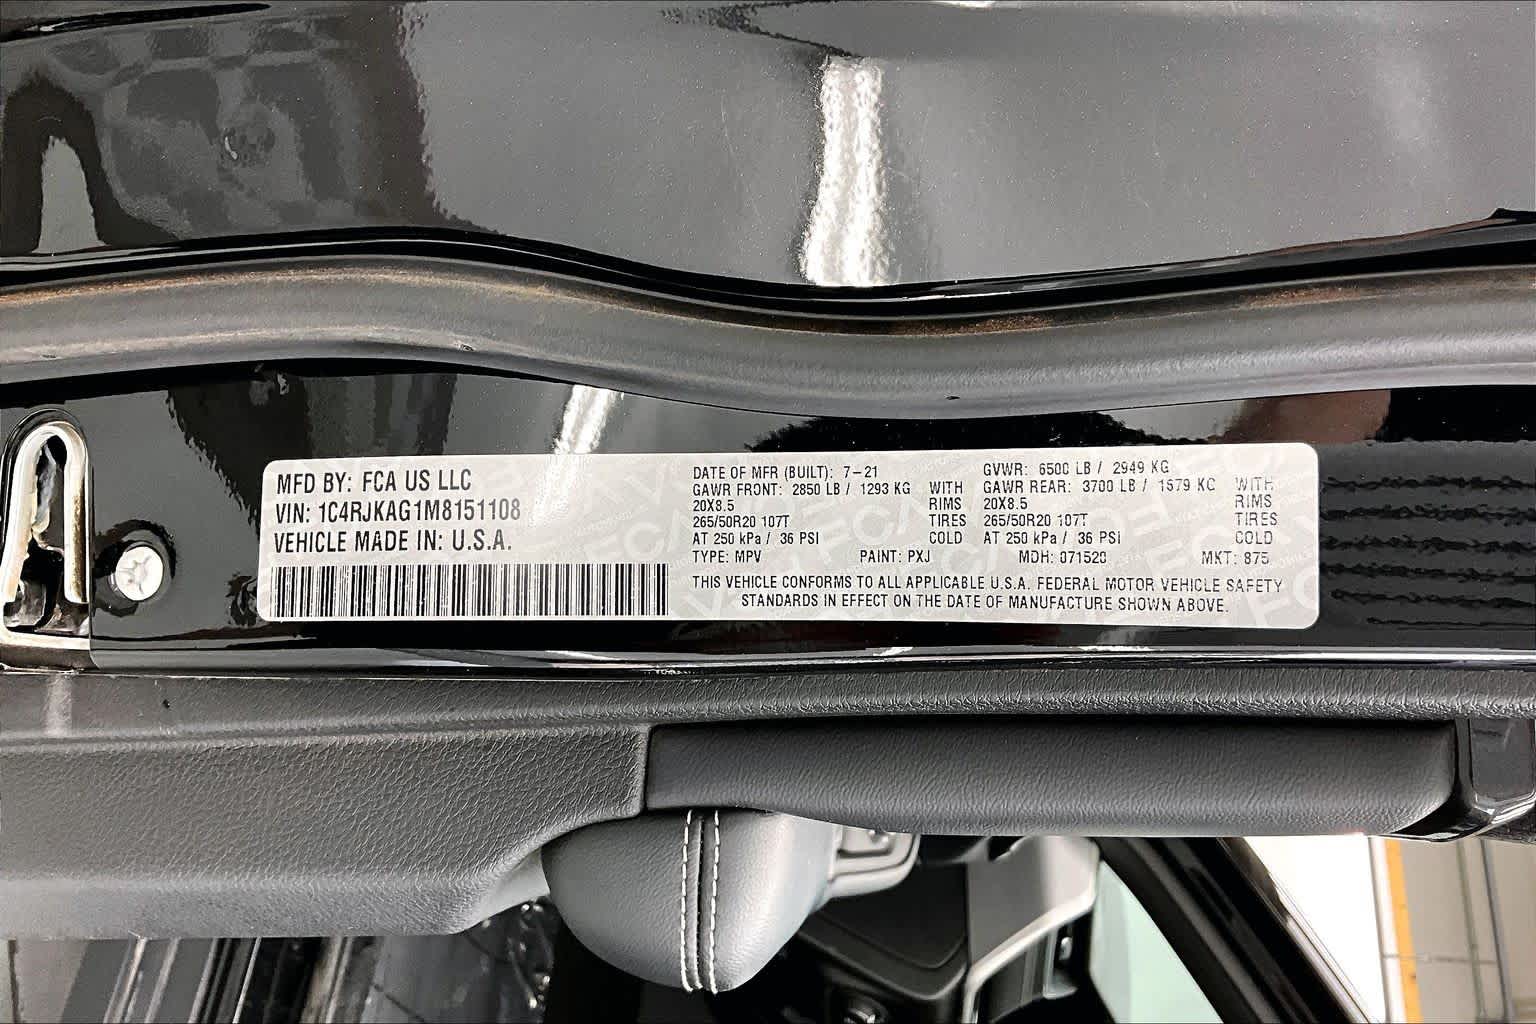 MFD BY: FCA US LLC
VIN: 1C4RJKAG1M8151108
VEHICLE MADE IN: U.S.A.
DATE OF MFR (BUILT): 7-21
GVWR: 6500 LB / 2949 KG
GAWR FRONT: 2850 LB / 1293 KG WITH
GAWR REAR: 3700 LB / 1579 KG WITH
20X8.5 RIMS 20X8.5 RIMS
265/50R20 107T TIRES 265/50R20 107T TIRES
AT 250 kPa / 36 PSI COLD AT 250 kPa / 36 PSI COLD
TYPE: MPV PAINT: PXJ MDH: 071520 MKT: 875
THIS VEHICLE CONFORMS TO ALL APPLICABLE U.S.A. FEDERAL MOTOR VEHICLE SAFETY
STANDARDS IN EFFECT ON THE DATE OF MANUFACTURE SHOWN ABOVE.